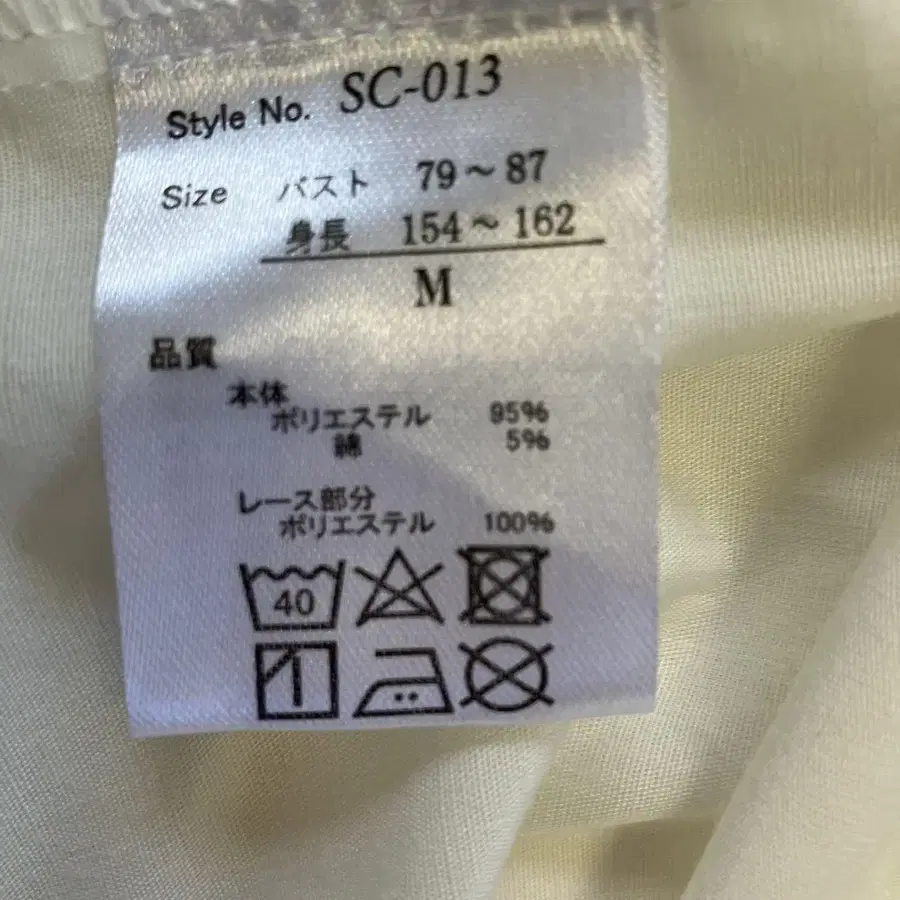 Style No. SC-013
Size バスト 79～87
身長 154～162
M
品質
本体
ポリエステル 95%
綿 5%
レース部分
ポリエステル 100%
40